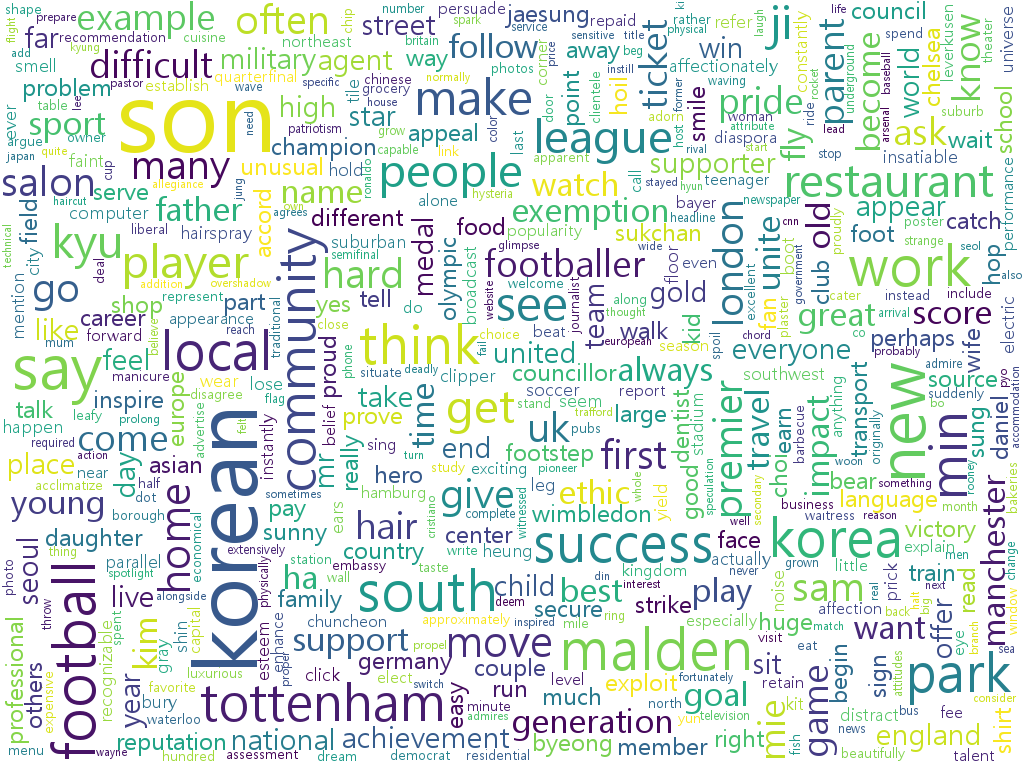 shape example often street persuade number spark rather life council spend
flight prepare cuisine chip repaid refer constantly ji parent become leverkusen universe
add far recommendation northeast jaesung service sensitive title physical laugh theater
smell difficult military agent follow britain beg win affectionately rocket world know
pastor quarterfinal way away ticket pride fly chelsea
problem establish specific photos corner smile adorn woman underground baseball school
table son wave chinese grocery tile point hoil attribute ride lead arsenal suburb
sport high house star clientele host diaspora start stop ask wait
ever owner patriotism appeal door former rival supporter insatiable
argue quite need champion grow league call stayed hyun teenager
japan faint many unusual hold capable link last apparent
salon cup allegiance jung people watch bayer newspaper restaurant performance
haircut name own ronaldo alone hysteria exemption headline cnn appear
serve father different food popularity sukchan london unite old poster strange catch
technical computer liberal agrees medal glimpse wide floor boot proudly foot seol hop
field hairspray accord suburban footballer even government club
kyu player semifinal olympic broadcast welcome journalist gold excellent fan cater work also
mention city deal addition overshadow hard website along thought team plaster great instead include electric
go shop represent part yes tell do see walk kid spoil arrival score
like career appearance traditional close beat european season chord co perhaps
forward believe reach mum local community phone think choice fail united councillor always everyone probably admire wife
say feel manicure situate deadly clipper soccer report southwest source accommodation
talk leafy inspire wear disagree lose flag proud take stand seem dentist transport suddenly daniel
happen prolong europe advertise felt belief prove time get trafford large stadium premier travel learn barbecue anything bo pyo
required come korean instantly mr really sing turn end uk pubs good impact originally new min sung
place action day asian hero study footstep first speculation cho woon something
acclimatize near half sometimes hamburg pioneer exciting leg ethic yield secondary bear language month bakeries
young dot home pay ears cristiano give witnessed whole business waitress reason
borough economical sunny hair complete wimbledon well face success korea victory manchester
daughter extensively country center write heung actually explain men change
photo thing parallel station taste din kingdom never grown little
seoul spotlight embassy interest noise train next
football live alongside capital ha wall south child best strike play sam prick real read
throw physically family deem inspired secure mile ring especially huge affection back halt offer window
kim shin chuncheon approximately match big eye sea
professional recognizable spent gray esteem enhance support move malden visit eat want branch
others year luxurious proper click germany propel couple level fortunately sit retain begin sign attitudes park
favorite elect switch easy run much north exploit goal kit game consider
expensive bury tottenham minute generation television yun mie distract bus fee shirt
waterloo reputation national achievement admires byeong right fish news england
menu wayne hundred assessment dream democrat residential member beautifully talent